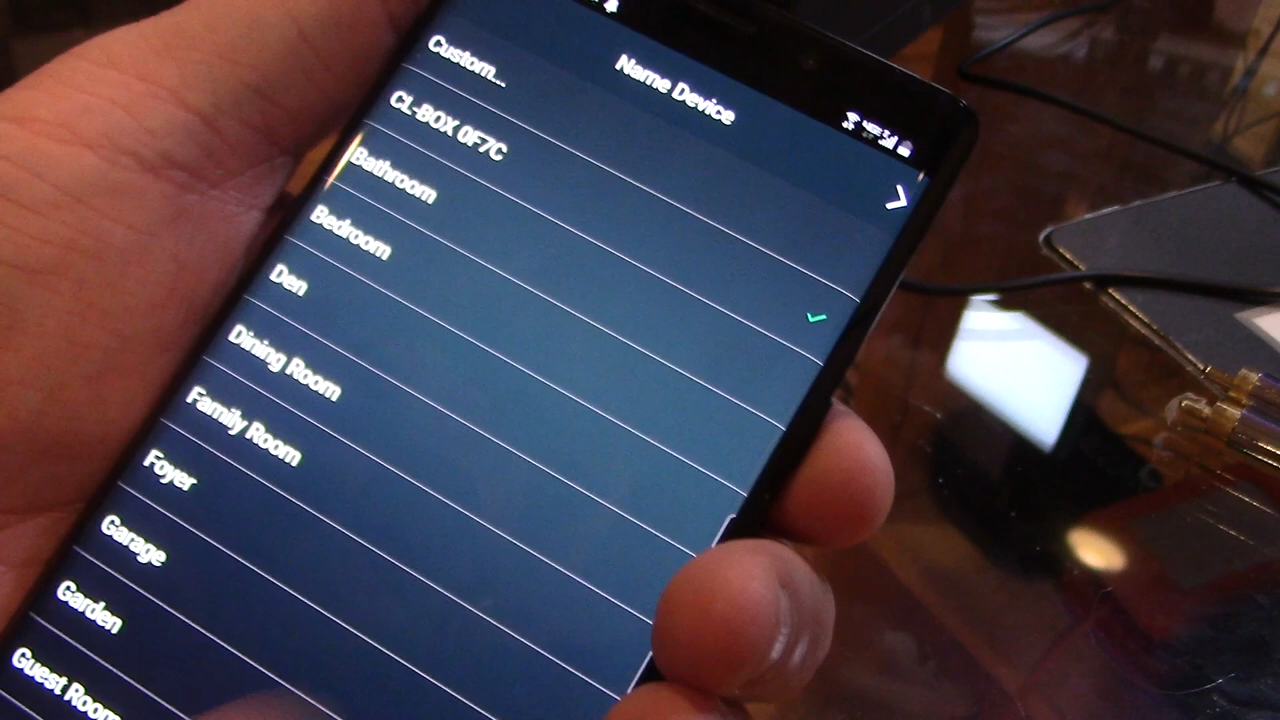 Name Device
Custom...
CL-BOX 0F7C
Bathroom
Bedroom
Den
Dining Room
Family Room
Foyer
Garage
Garden
Guest Room